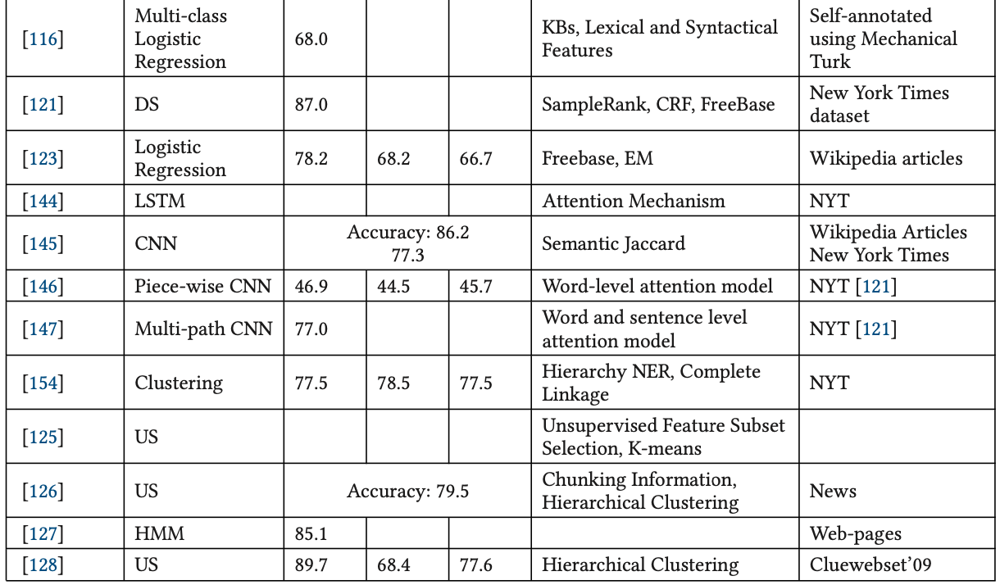 [116] Multi-class Logistic Regression 68.0 KBs, Lexical and Syntactical Features Self-annotated using Mechanical Turk
[121] DS 87.0 SampleRank, CRF, FreeBase New York Times dataset
[123] Logistic Regression 78.2 68.2 66.7 Freebase, EM Wikipedia articles
[144] LSTM Attention Mechanism NYT
[145] CNN Accuracy: 86.2 77.3 Semantic Jaccard Wikipedia Articles New York Times
[146] Piece-wise CNN 46.9 44.5 45.7 Word-level attention model NYT [121]
[147] Multi-path CNN 77.0 Word and sentence level attention model NYT [121]
[154] Clustering 77.5 78.5 77.5 Hierarchy NER, Complete Linkage NYT
[125] US Unsupervised Feature Subset Selection, K-means
[126] US Accuracy: 79.5 Chunking Information, Hierarchical Clustering News
[127] HMM 85.1 Web-pages
[128] US 89.7 68.4 77.6 Hierarchical Clustering Cluewebset’09